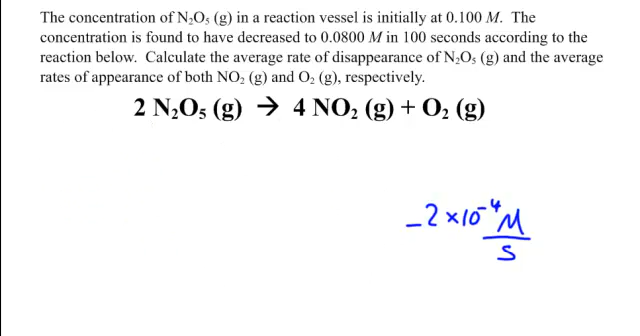 The concentration of N₂O₅ (g) in a reaction vessel is initially at 0.100 M. The
concentration is found to have decreased to 0.0800 M in 100 seconds according to the
reaction below. Calculate the average rate of disappearance of N₂O₅ (g) and the average
rates of appearance of both NO₂ (g) and O₂ (g), respectively.
2 N₂O₅ (g) → 4 NO₂ (g) + O₂ (g)
-2 × 10⁻⁴ M
s